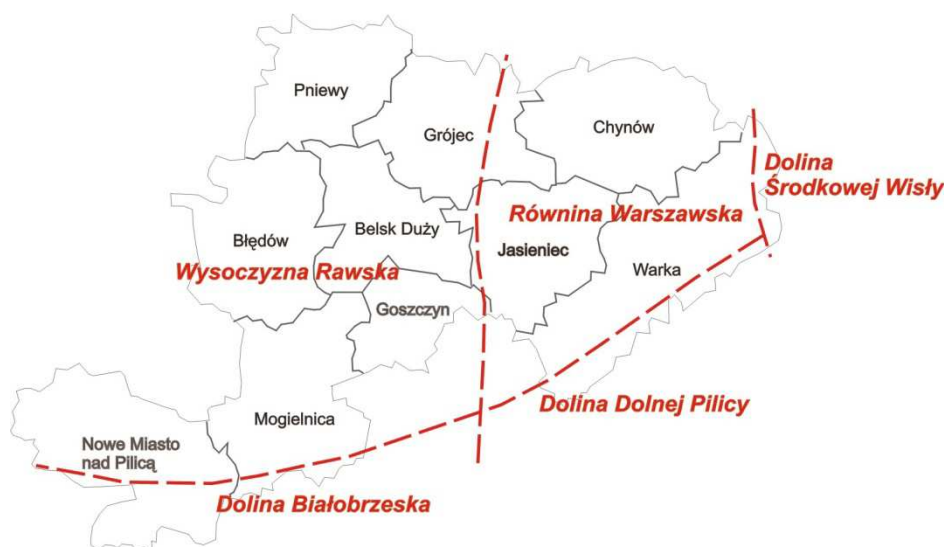 Pniewy
Grójec
Chynów
Dolina
Środkowej Wisły
Równina Warszawska
Belsk Duży
Błędów
Jasieniec
Wysoczyzna Rawska
Warka
Goszczyn
Dolina Dolnej Pilicy
Mogielnica
Nowe Miasto
nad Pilicą
Dolina Białobrzeska